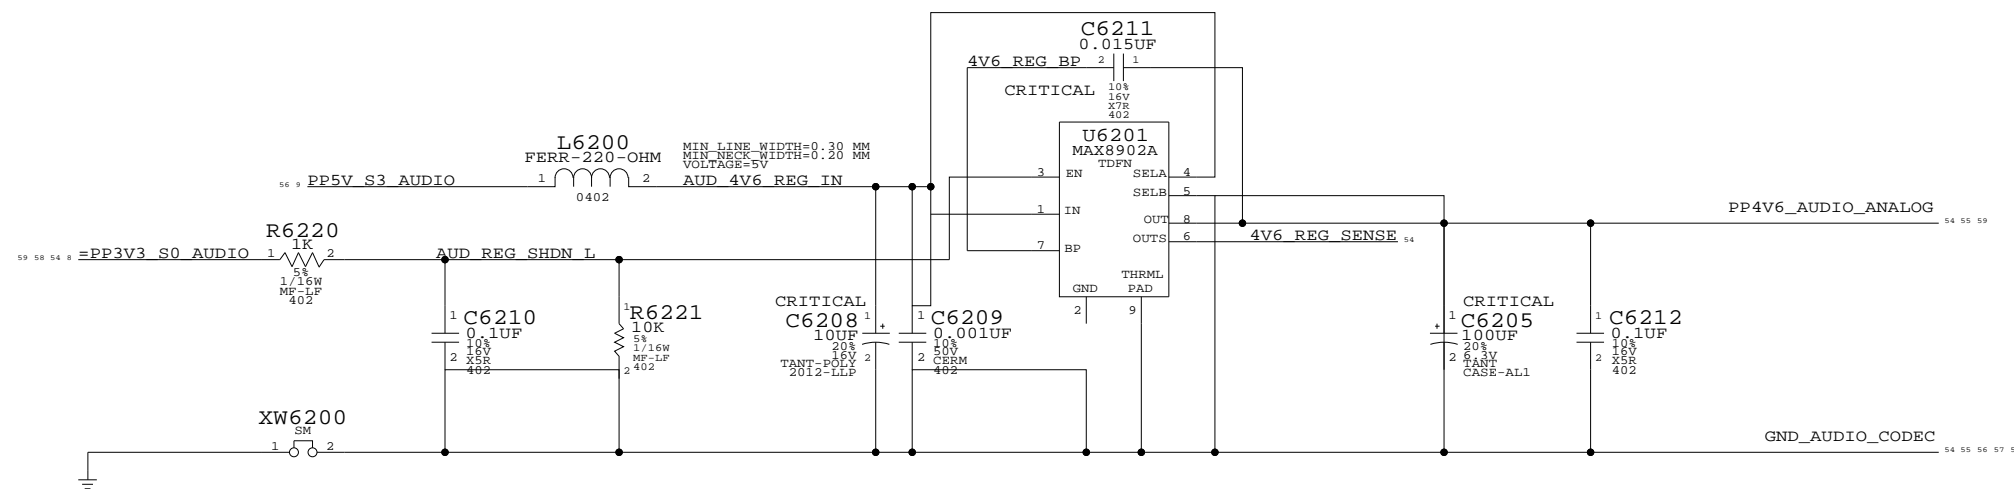 C6211
0.015UF
4V6_REG_BP 2 1
CRITICAL
10%
16V
X7R
402
U6201
MAX8902A
TDFN
L6200
FERR-220-OHM
MIN_LINE_WIDTH=0.30 MM
MIN_NECK_WIDTH=0.20 MM
VOLTAGE=5V
56 9 PP5V_S3_AUDIO 1 2 AUD_4V6_REG_IN
0402
3 EN SELA 4
SELB 5
1 IN
OUT 8
OUTS 6 4V6_REG_SENSE 54
7 BP
THRML
GND PAD
2 9
PP4V6_AUDIO_ANALOG 54 55 59
R6220
1K
59 58 54 8 =PP3V3_S0_AUDIO 1 2 AUD_REG_SHDN_L
5%
1/16W
MF-LF
402
1 C6210
0.1UF
10%
16V
2 X5R
402
1 R6221
10K
5%
1/16W
MF-LF
2 402
CRITICAL
C6208 1 +
10UF
20%
16V 2
TANT-POLY
2012-LLP
1 C6209
0.001UF
10%
50V
2 CERM
402
CRITICAL
+ 1 C6205
100UF
20%
6.3V
2 TANT
CASE-AL1
1 C6212
0.1UF
10%
16V
2 X5R
402
XW6200
SM
1 2
GND_AUDIO_CODEC 54 55 56 57 5